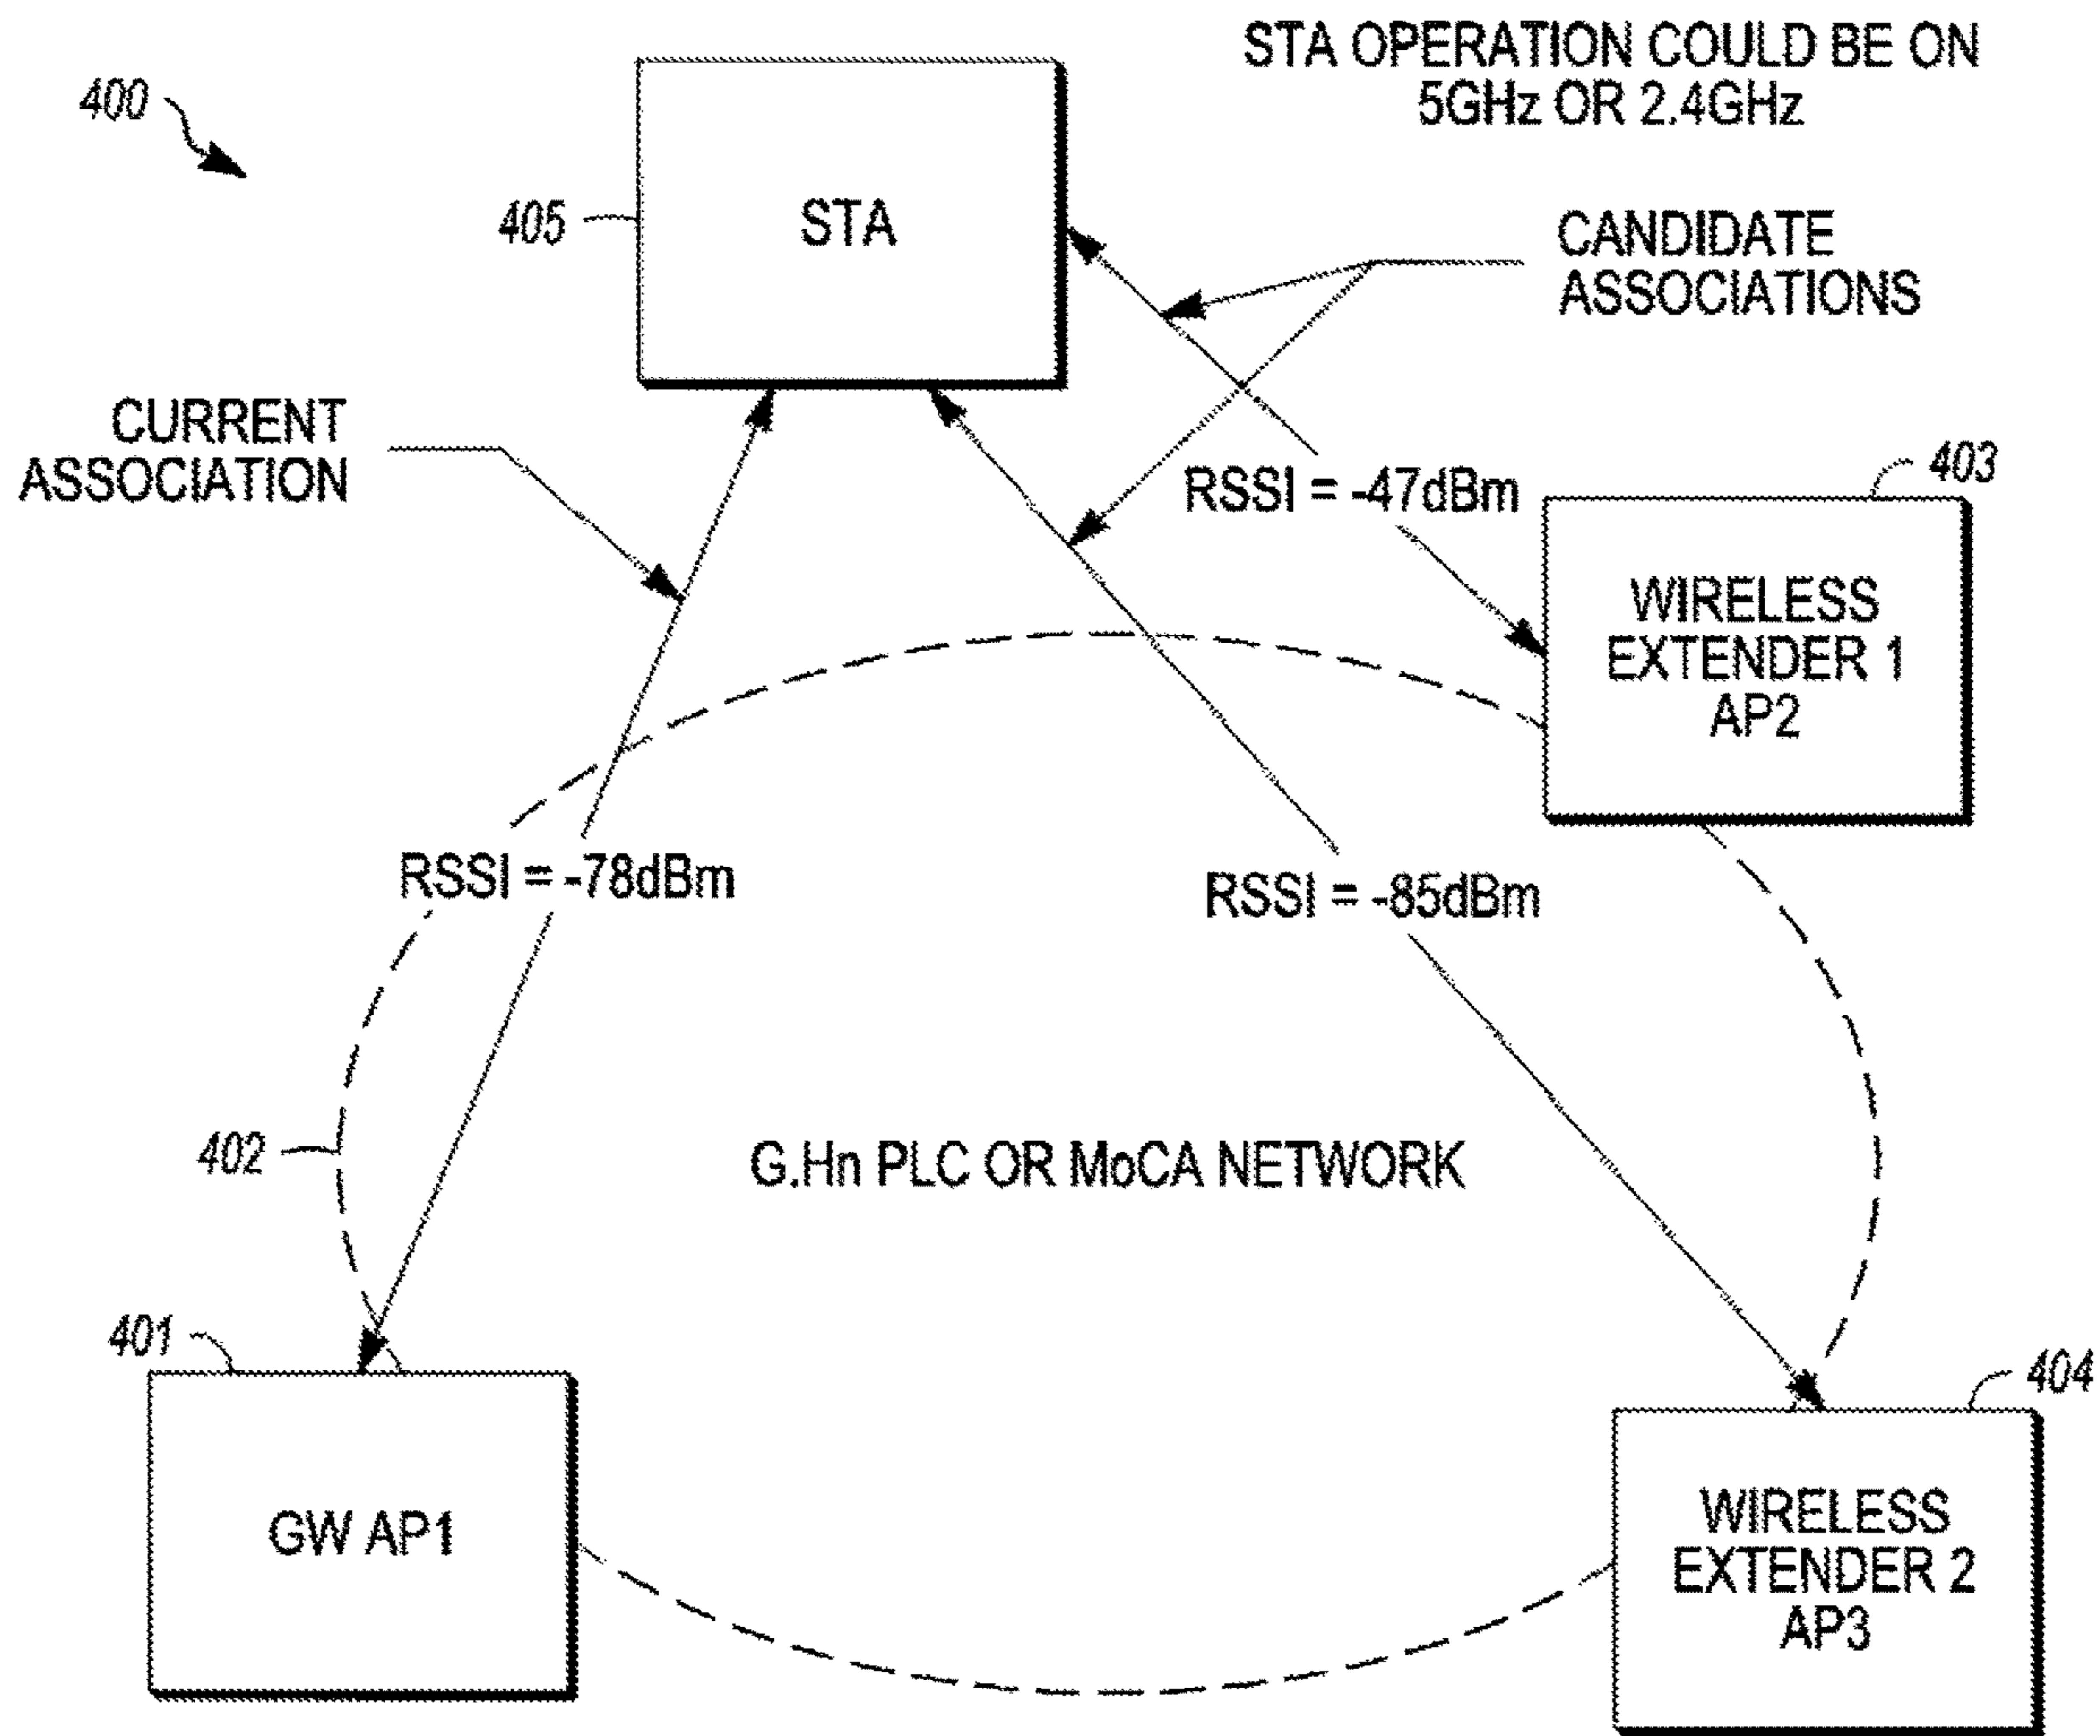 STA OPERATION COULD BE ON
5GHz OR 2.4GHz
400
405
STA
CANDIDATE
ASSOCIATIONS
CURRENT
ASSOCIATION
RSSI = -47dBm
403
WIRELESS
EXTENDER 1
AP2
RSSI = -78dBm
RSSI = -85dBm
402
G.Hn PLC OR MoCA NETWORK
401
404
GW AP1
WIRELESS
EXTENDER 2
AP3